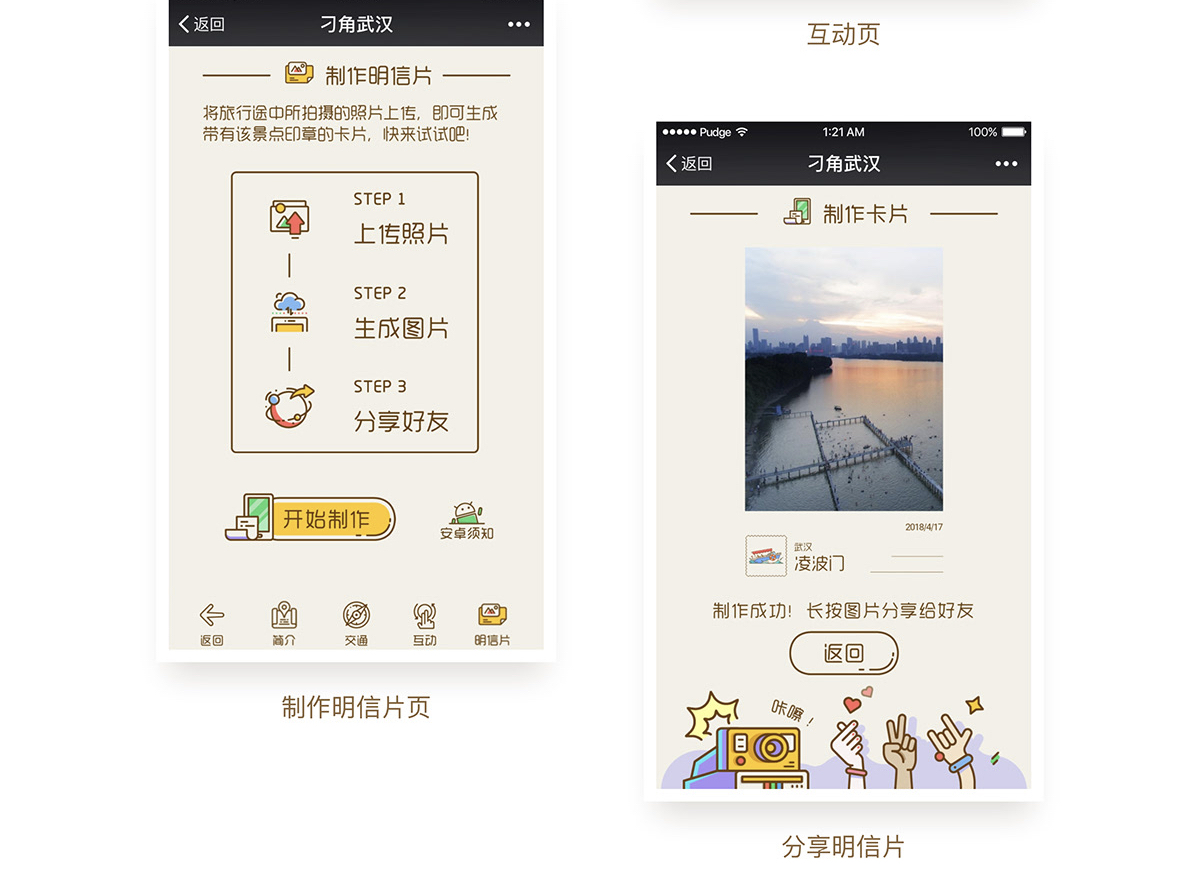 返回
刁角武汉
制作明信片
将旅行途中所拍摄的照片上传，即可生成
带有该景点印章的卡片，快来试试吧!
STEP 1
上传照片
STEP 2
生成图片
STEP 3
分享好友
开始制作
安卓须知
返回
简介
交通
互动
明信片
制作明信片页
互动页
Pudge
1:21 AM
100%
返回
刁角武汉
制作卡片
2018/4/17
武汉
凌波门
制作成功！长按图片分享给好友
返回
咔嚓！
分享明信片